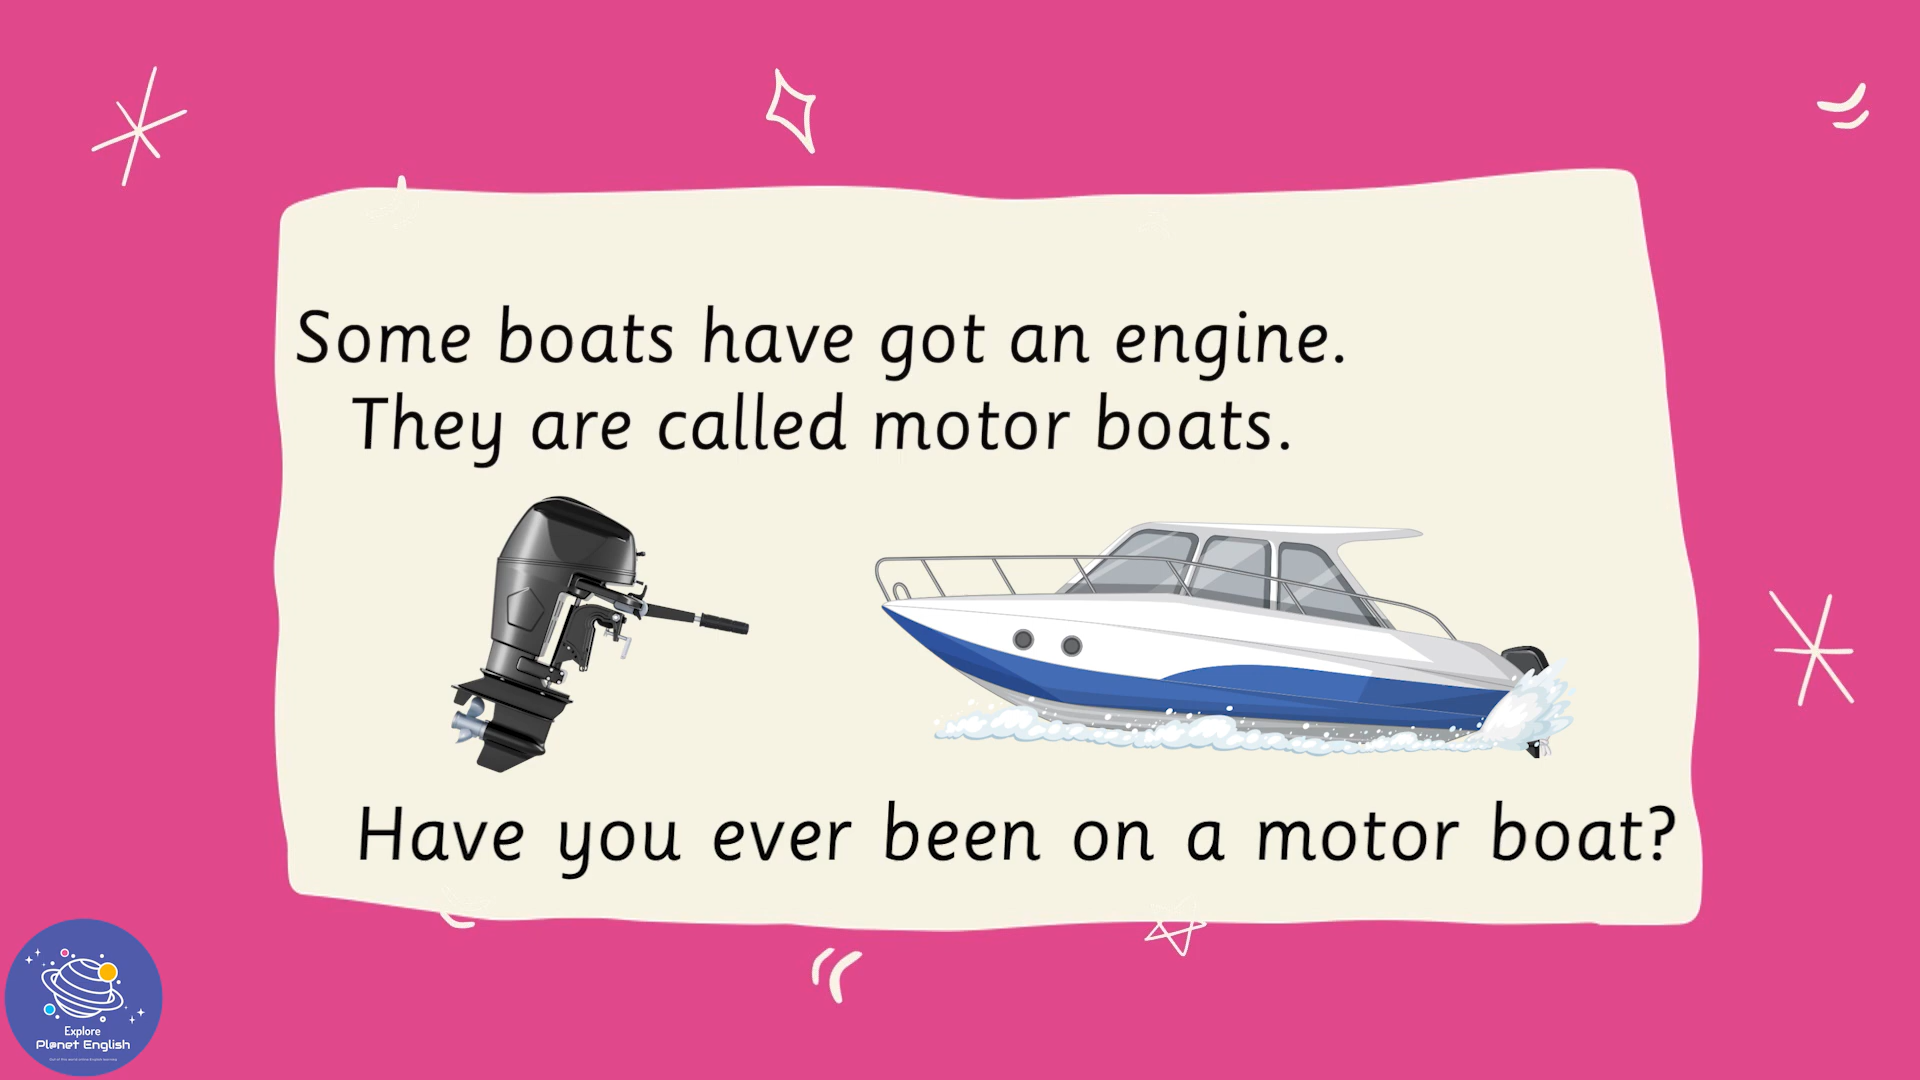 Some boats have got an engine.
They are called motor boats.
Have you ever been on a motor boat?
Explore
Planet English